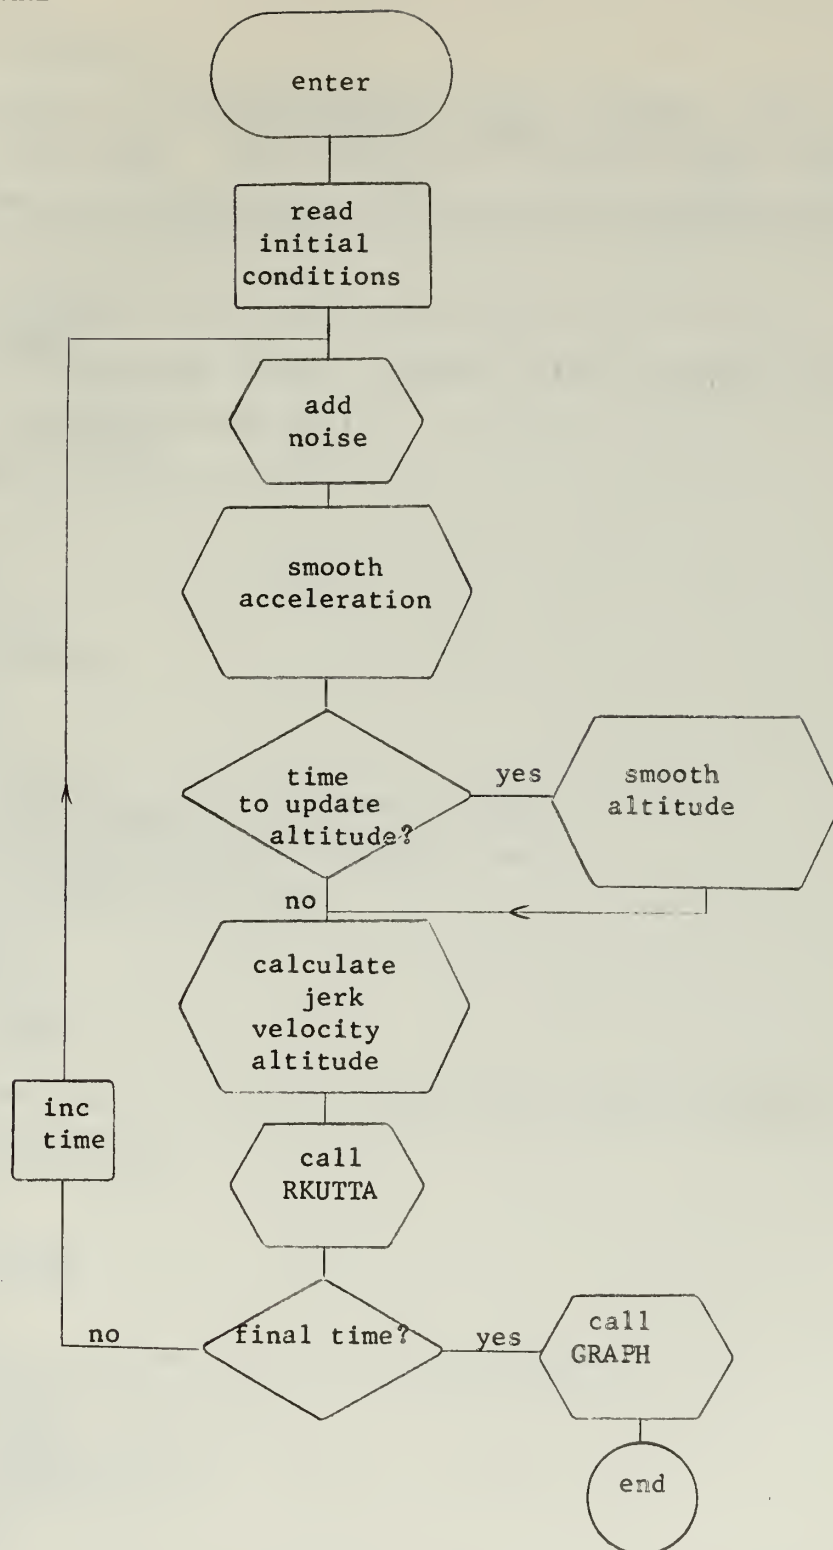 enter
read
initial
conditions
add
noise
smooth
acceleration
time
to update
altitude?
yes
smooth
altitude
no
calculate
jerk
velocity
altitude
inc
time
call
RKUTTA
final time?
no
yes
call
GRAPH
end